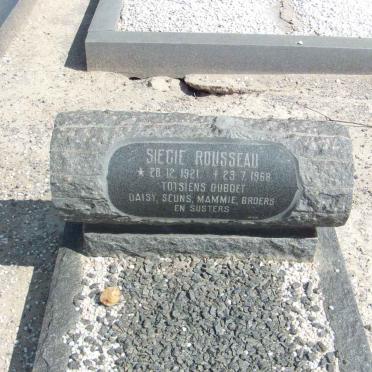 SIEGIE ROUSSEAU
* 28.12.1921 † 23.7.1968
TOTSIENS OUBOET
DAISY, SEUNS, MAMMIE, BROERS
EN SUSTERS